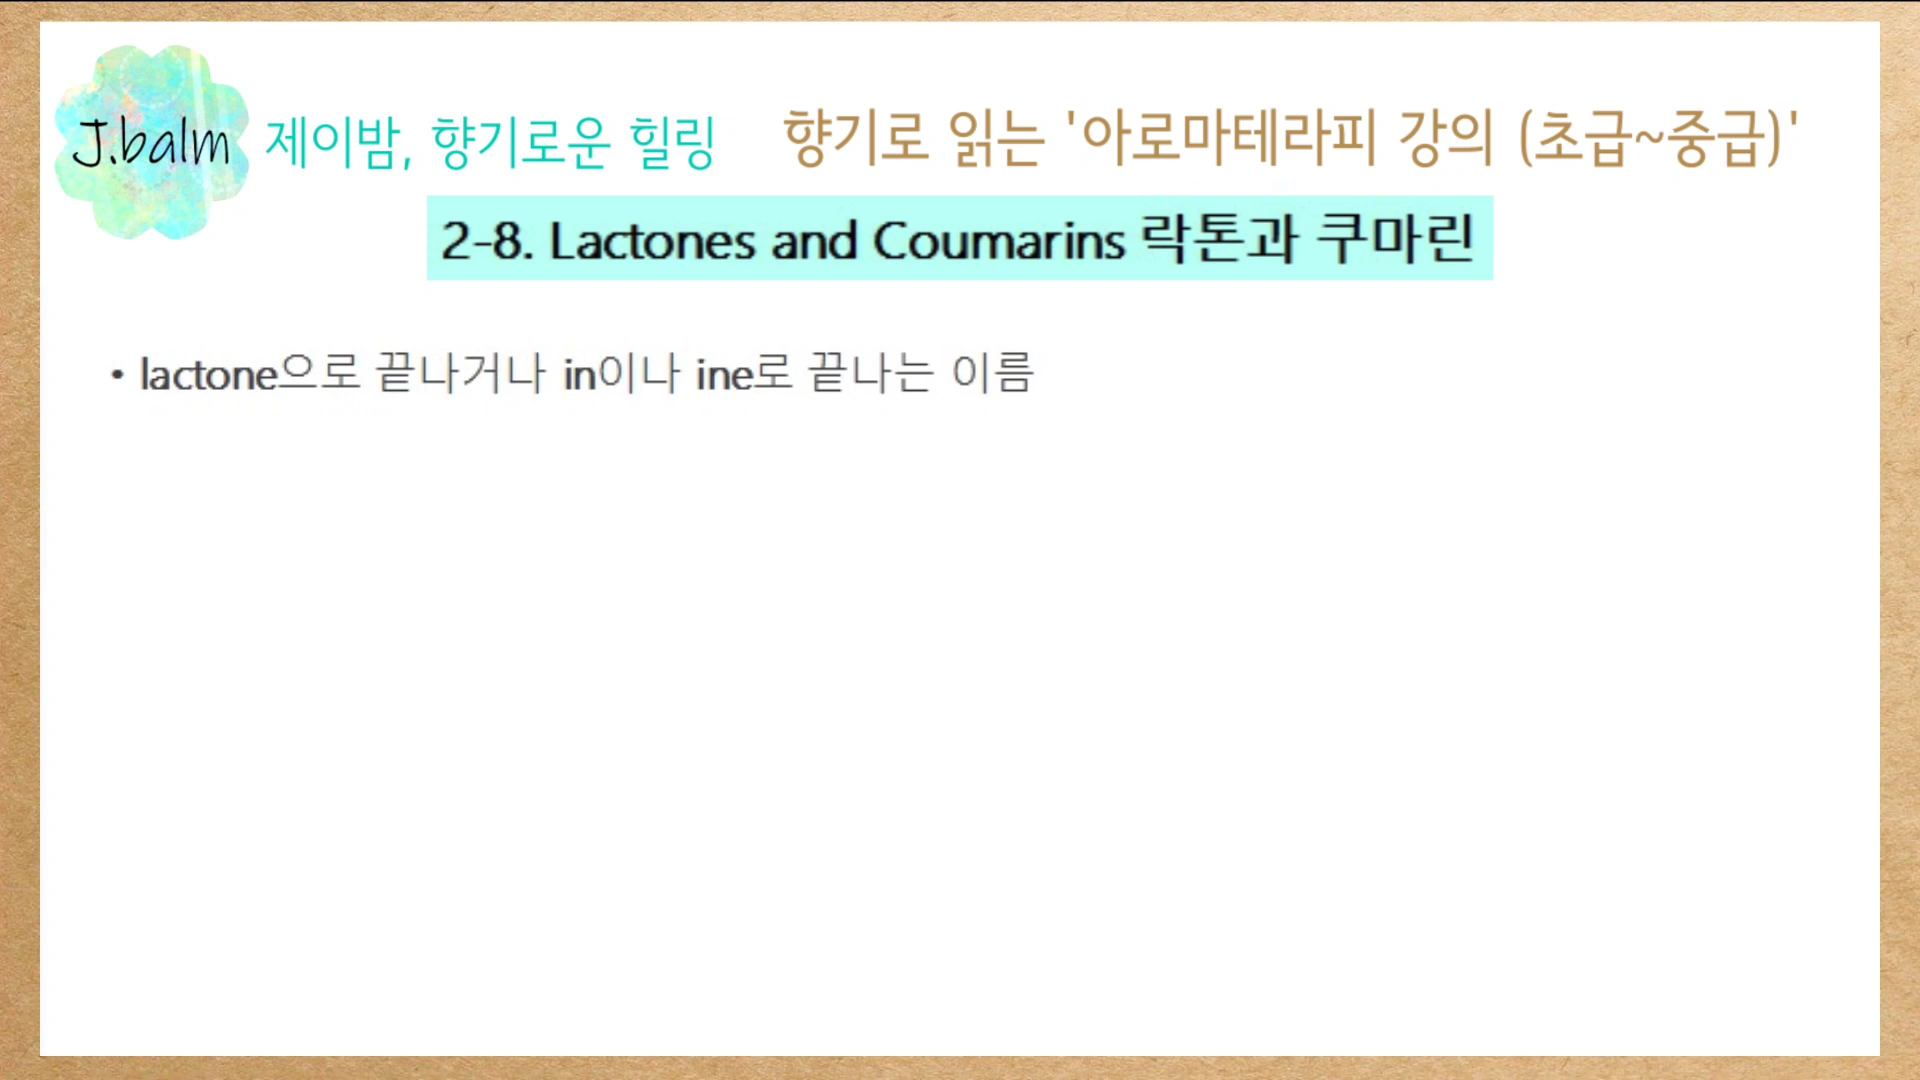 J.balm 제이밤, 향기로운 힐링 향기로 읽는 '아로마테라피 강의 (초급~중급)'
2-8. Lactones and Coumarins 락톤과 쿠마린
• lactone으로 끝나거나 in이나 ine로 끝나는 이름